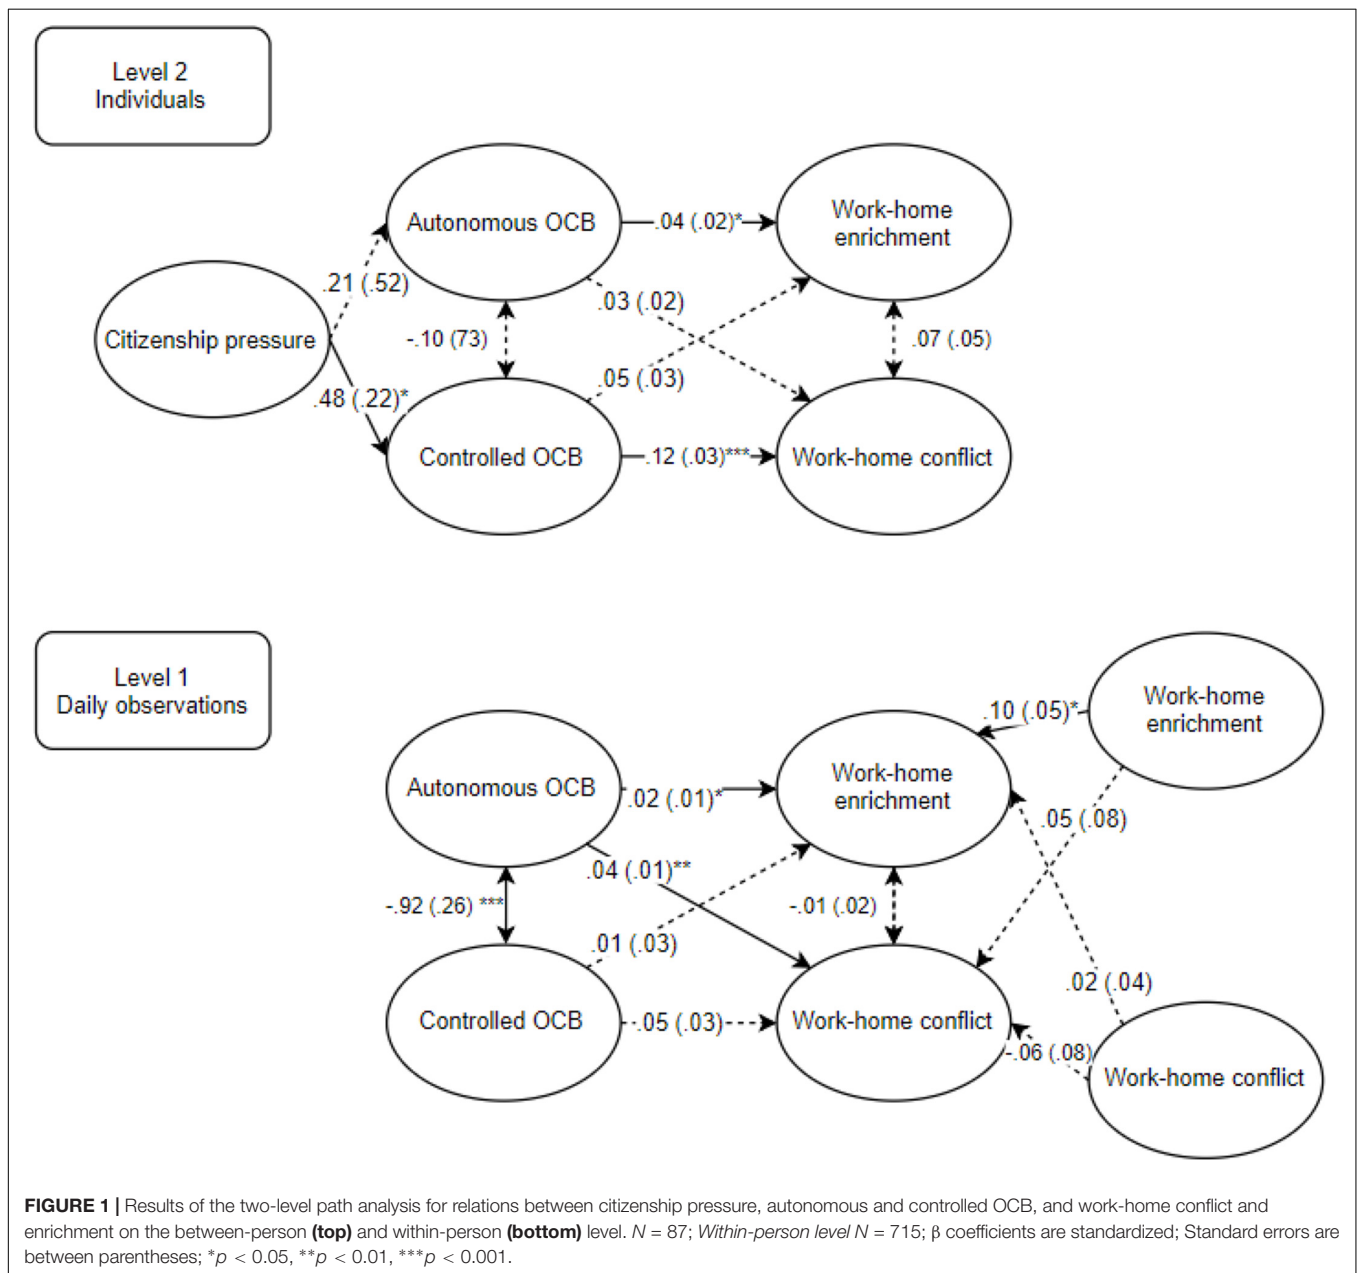 Level 2
Individuals
Autonomous OCB
.04 (.02)*
Work-home
enrichment
.21 (.52)
.03 (.02)
Citizenship pressure
-.10 (73)
.07 (.05)
.05 (.03)
.48 (.22)*
Controlled OCB
.12 (.03)***
Work-home conflict
Level 1
Daily observations
Work-home
enrichment
.10 (.05)*
Autonomous OCB
.02 (.01)*
Work-home
enrichment
.05 (.08)
.04 (.01)**
-.92 (.26) ***
-.01 (.02)
.01 (.03)
.02 (.04)
Controlled OCB
.05 (.03)
Work-home conflict
-.06 (.08)
Work-home conflict
FIGURE 1 | Results of the two-level path analysis for relations between citizenship pressure, autonomous and controlled OCB, and work-home conflict and
enrichment on the between-person (top) and within-person (bottom) level. N = 87; Within-person level N = 715; β coefficients are standardized; Standard errors are
between parentheses; *p < 0.05, **p < 0.01, ***p < 0.001.